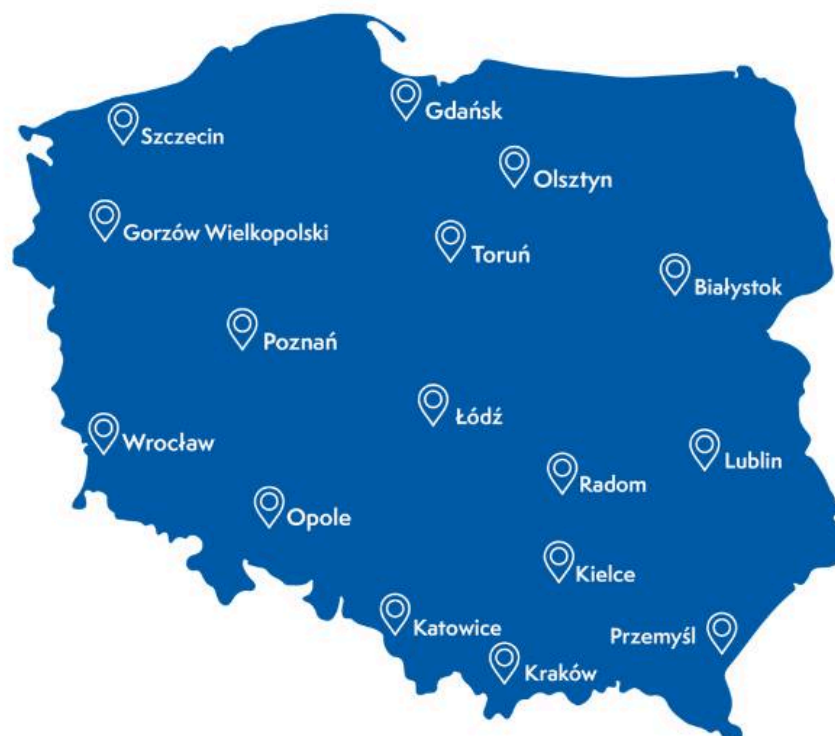 Gdańsk
Szczecin
Olsztyn
Gorzów Wielkopolski
Toruń
Białystok
Poznań
Łódź
Wrocław
Lublin
Radom
Opole
Kielce
Katowice
Przemyśl
Kraków